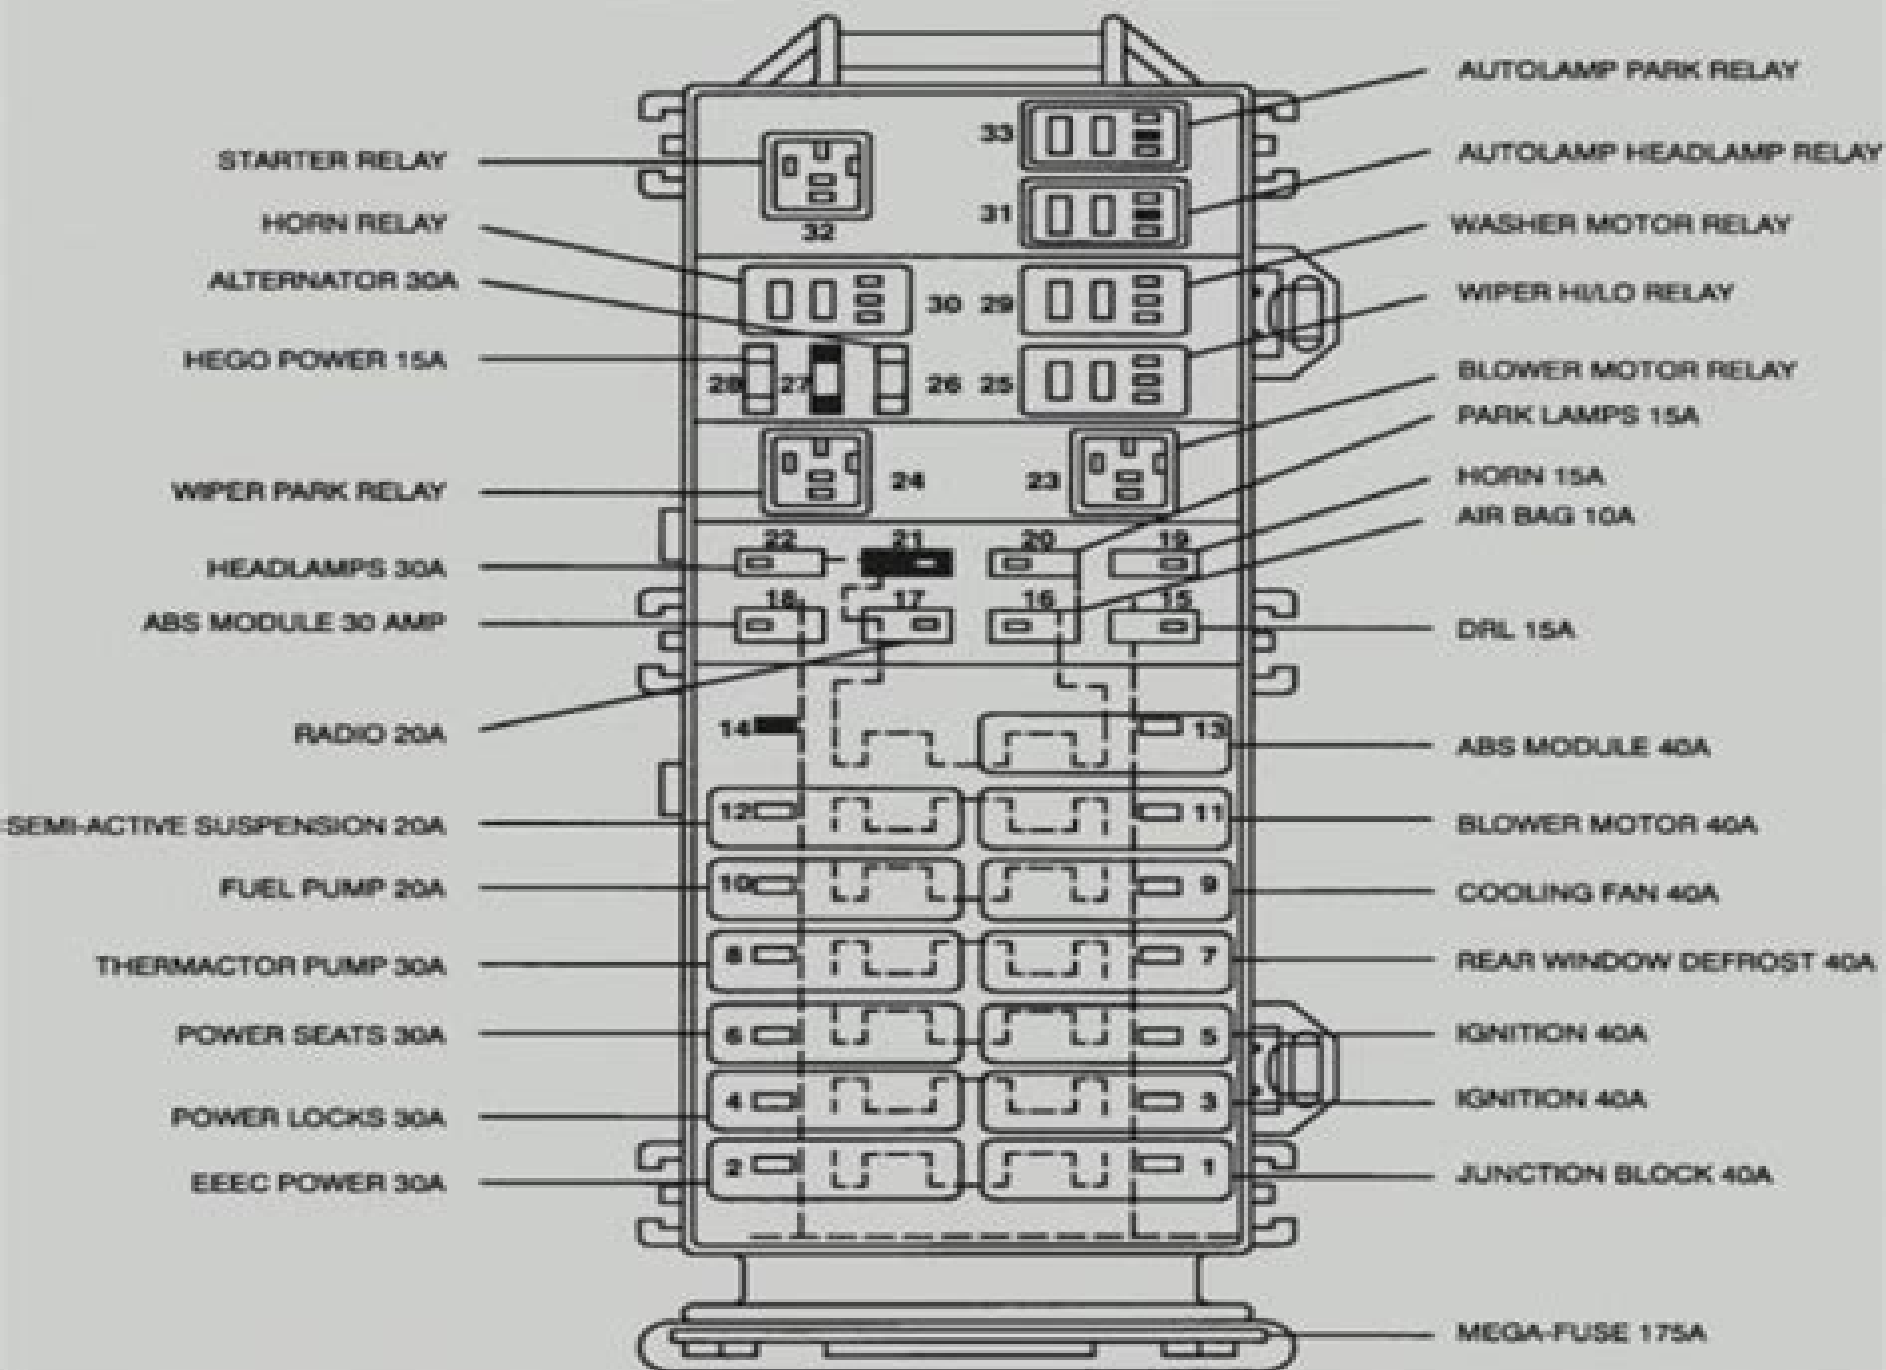 AUTOLAMP PARK RELAY
33
STARTER RELAY
AUTOLAMP HEADLAMP RELAY
31
32
HORN RELAY
WASHER MOTOR RELAY
ALTERNATOR 30A
30 29
WIPER HI/LO RELAY
HEGO POWER 15A
28 27 26 25
BLOWER MOTOR RELAY
PARK LAMPS 15A
WIPER PARK RELAY
24 23
HORN 15A
AIR BAG 10A
22 21 20 19
HEADLAMPS 30A
18 17 16 15
ABS MODULE 30 AMP
DRL 15A
RADIO 20A
14 13
ABS MODULE 40A
SEMI-ACTIVE SUSPENSION 20A
12 11
BLOWER MOTOR 40A
FUEL PUMP 20A
10 9
COOLING FAN 40A
THERMACTOR PUMP 30A
8 7
REAR WINDOW DEFROST 40A
POWER SEATS 30A
6 5
IGNITION 40A
POWER LOCKS 30A
4 3
IGNITION 40A
EEEC POWER 30A
2 1
JUNCTION BLOCK 40A
MEGA-FUSE 175A